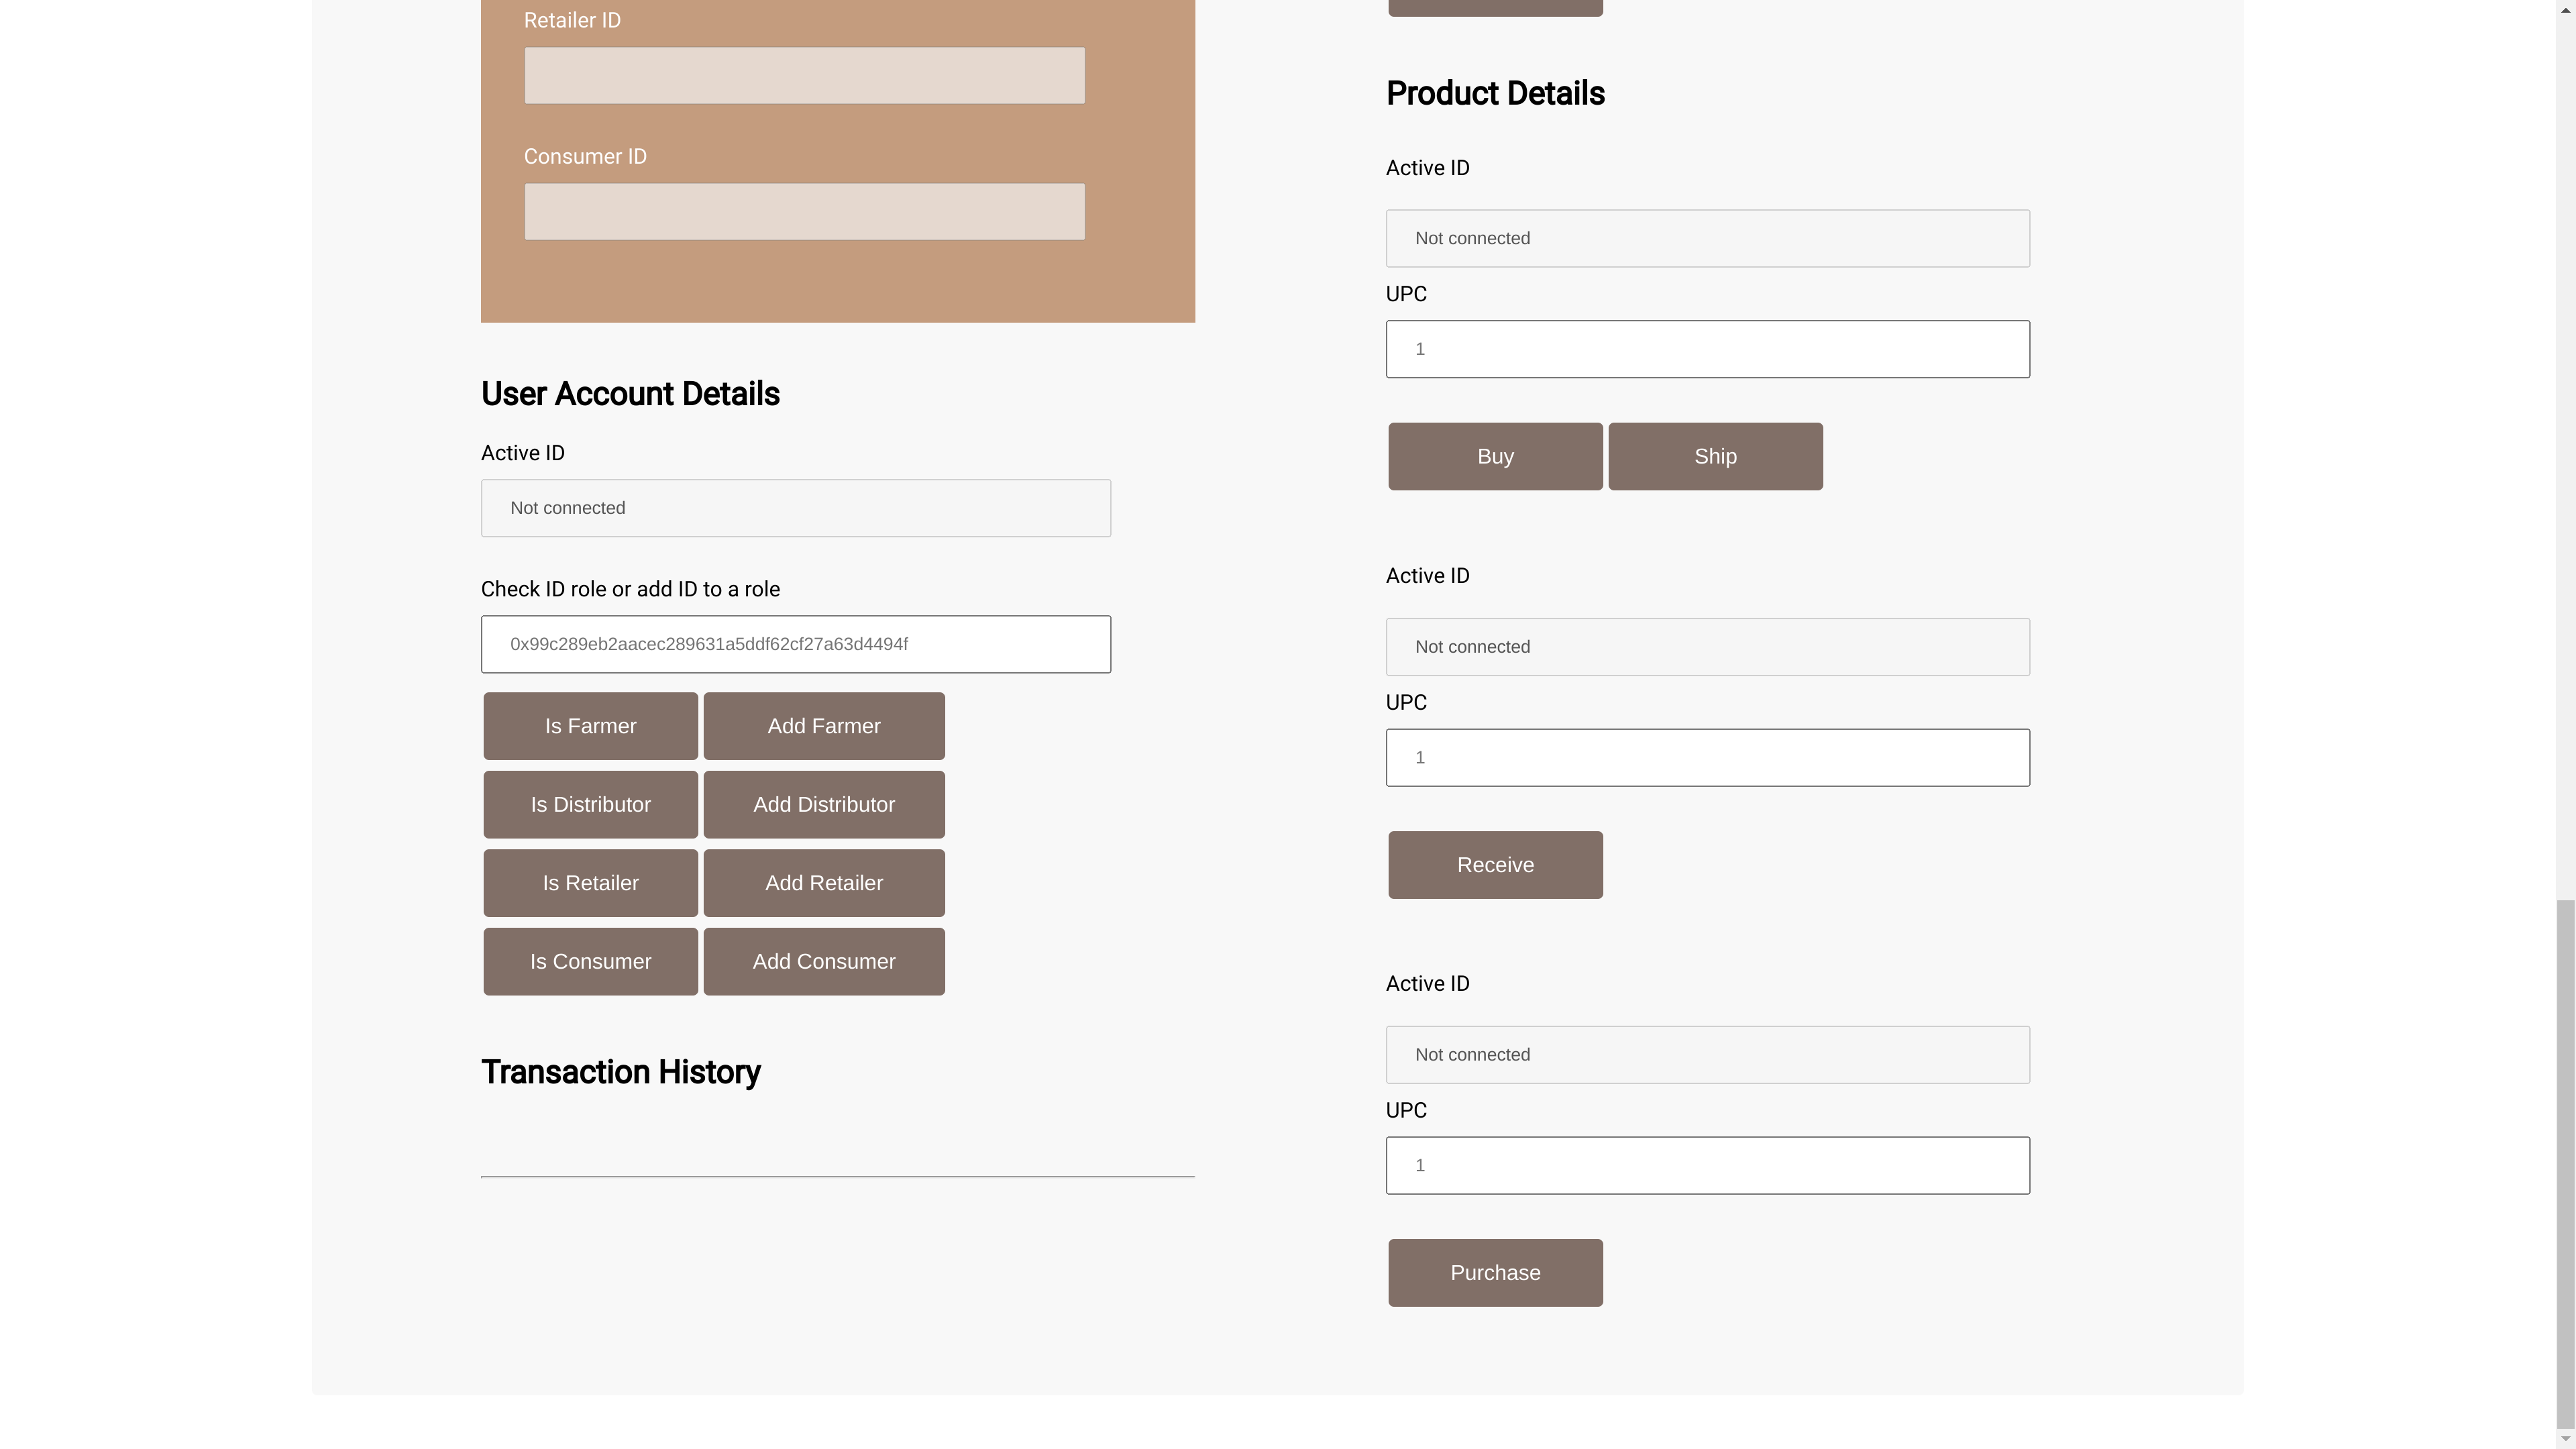 Retailer ID
Consumer ID
User Account Details
Active ID
Not connected
Check ID role or add ID to a role
0x99c289eb2aacec289631a5ddf62cf27a63d4494f
Is Farmer Add Farmer
Is Distributor Add Distributor
Is Retailer Add Retailer
Is Consumer Add Consumer
Transaction History
Product Details
Active ID
Not connected
UPC
1
Buy Ship
Active ID
Not connected
UPC
1
Receive
Active ID
Not connected
UPC
1
Purchase